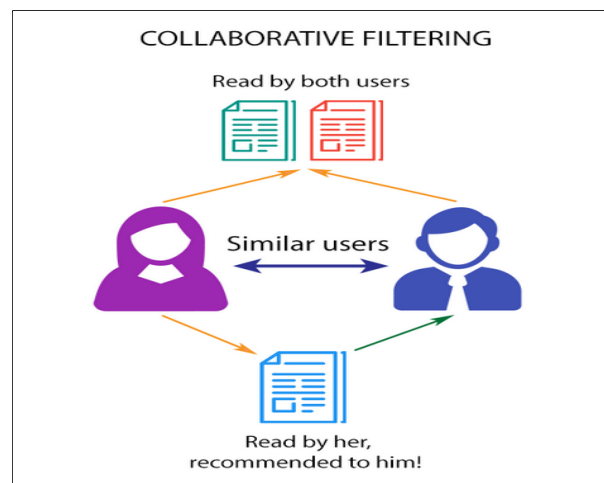 COLLABORATIVE FILTERING
Read by both users
Similar users
Read by her,
recommended to him!